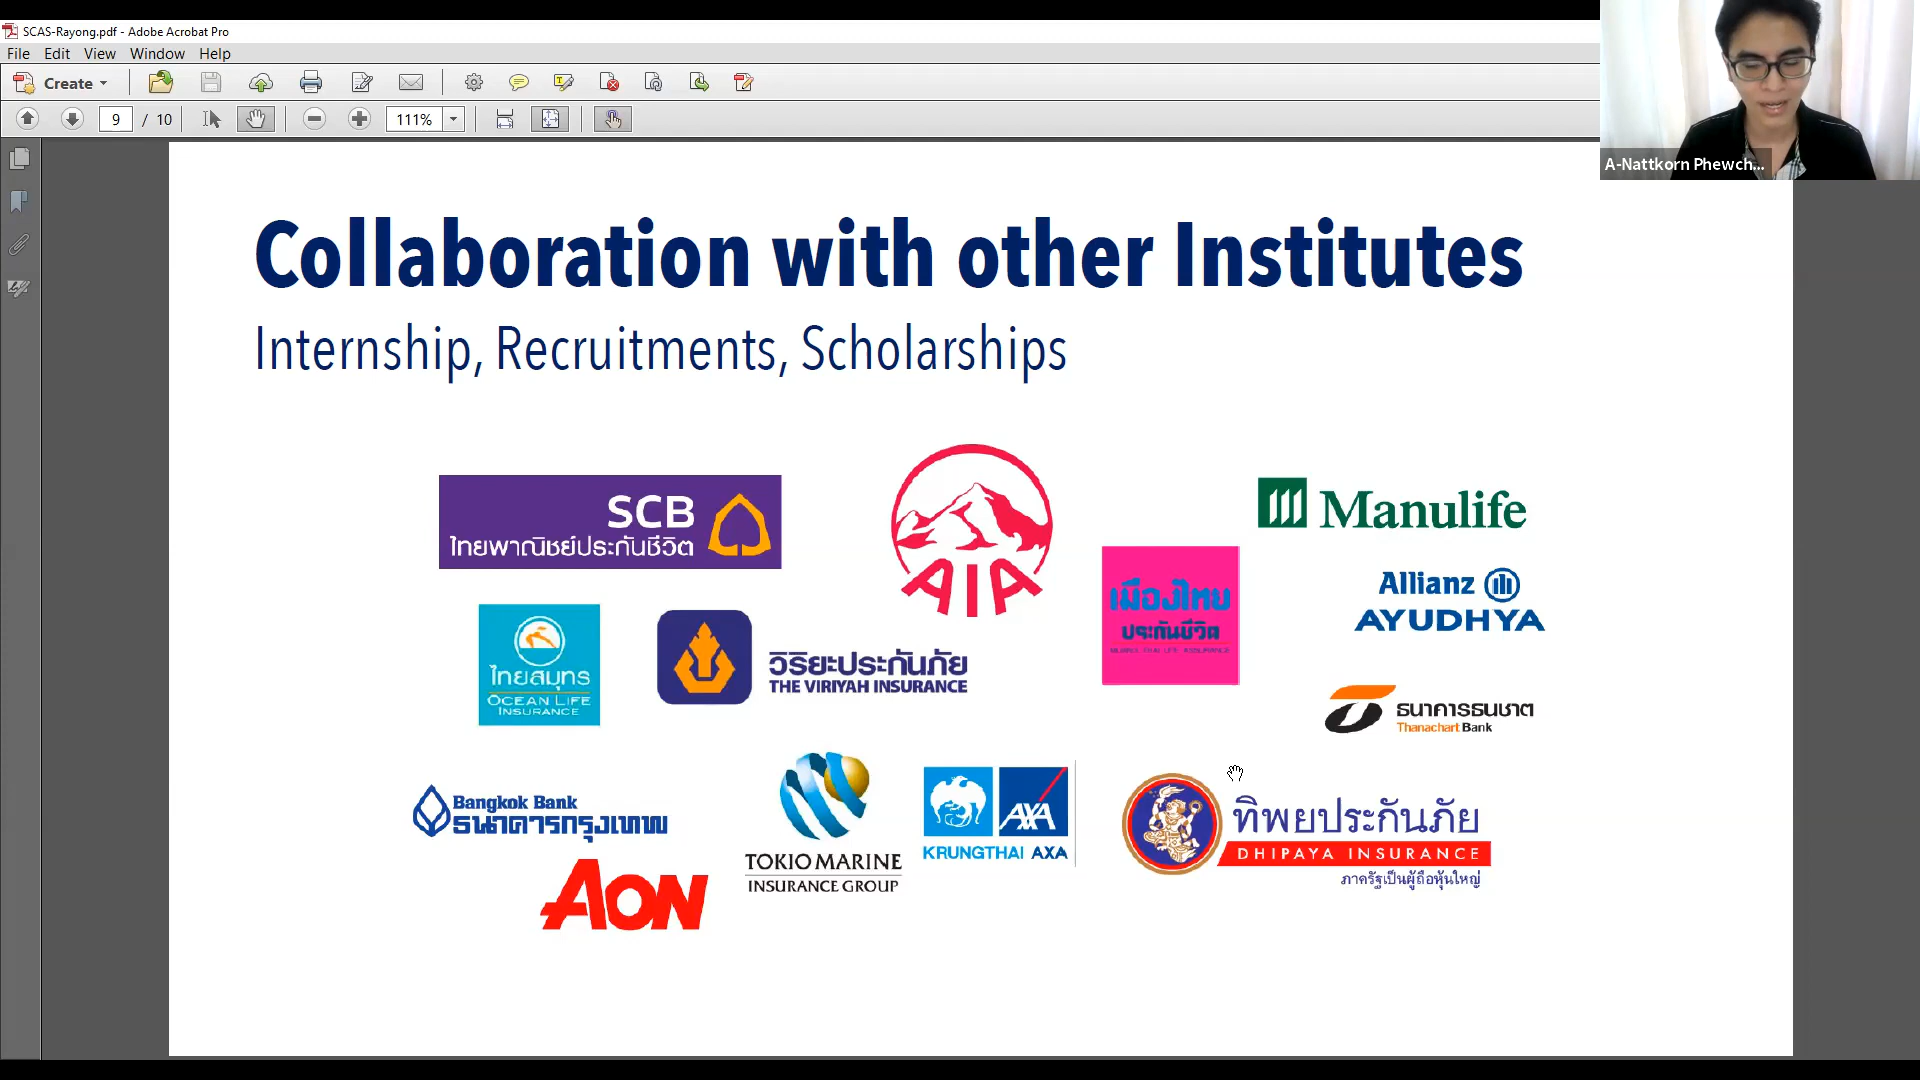 SCAS-Rayong.pdf - Adobe Acrobat Pro
File Edit View Window Help
Create
9 / 10 111%
A-Nattkorn Phewch...
Collaboration with other Institutes
Internship, Recruitments, Scholarships
SCB
ไทยพาณิชย์ประกันชีวิต
AIA
Manulife
เมืองไทย
ประกันชีวิต
MUANG THAI LIFE ASSURANCE
Allianz
AYUDHYA
ไทยสมุทร
OCEAN LIFE
INSURANCE
วิริยะประกันภัย
THE VIRIYAH INSURANCE
ธนาคารธนชาต
Thanachart Bank
Bangkok Bank
ธนาคารกรุงเทพ
TOKIO MARINE
INSURANCE GROUP
AXA
KRUNGTHAI AXA
ทิพยประกันภัย
DHIPAYA INSURANCE
ภาครัฐเป็นผู้ถือหุ้นใหญ่
AON